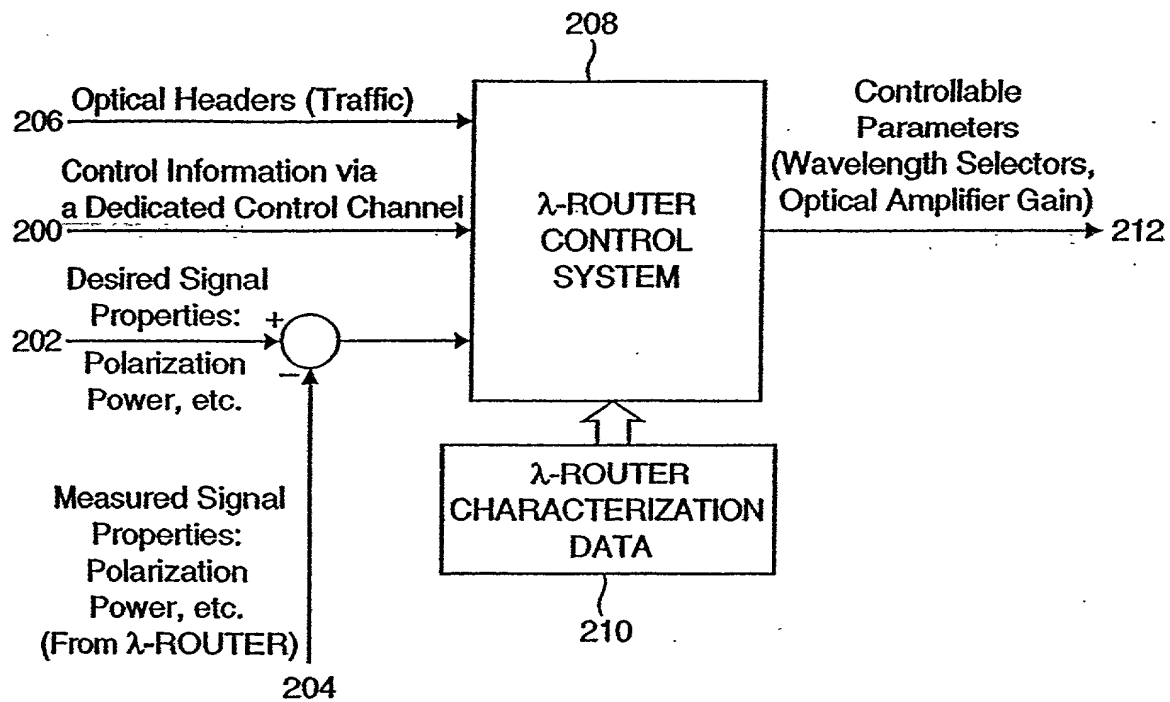 208
206
Optical Headers (Traffic)
Control Information via
a Dedicated Control Channel
200
Desired Signal
Properties:
+
202
−
Polarization
Power, etc.
λ-ROUTER
CONTROL
SYSTEM
Controllable
Parameters
(Wavelength Selectors,
Optical Amplifier Gain)
212
λ-ROUTER
CHARACTERIZATION
DATA
210
Measured Signal
Properties:
Polarization
Power, etc.
(From λ-ROUTER)
204